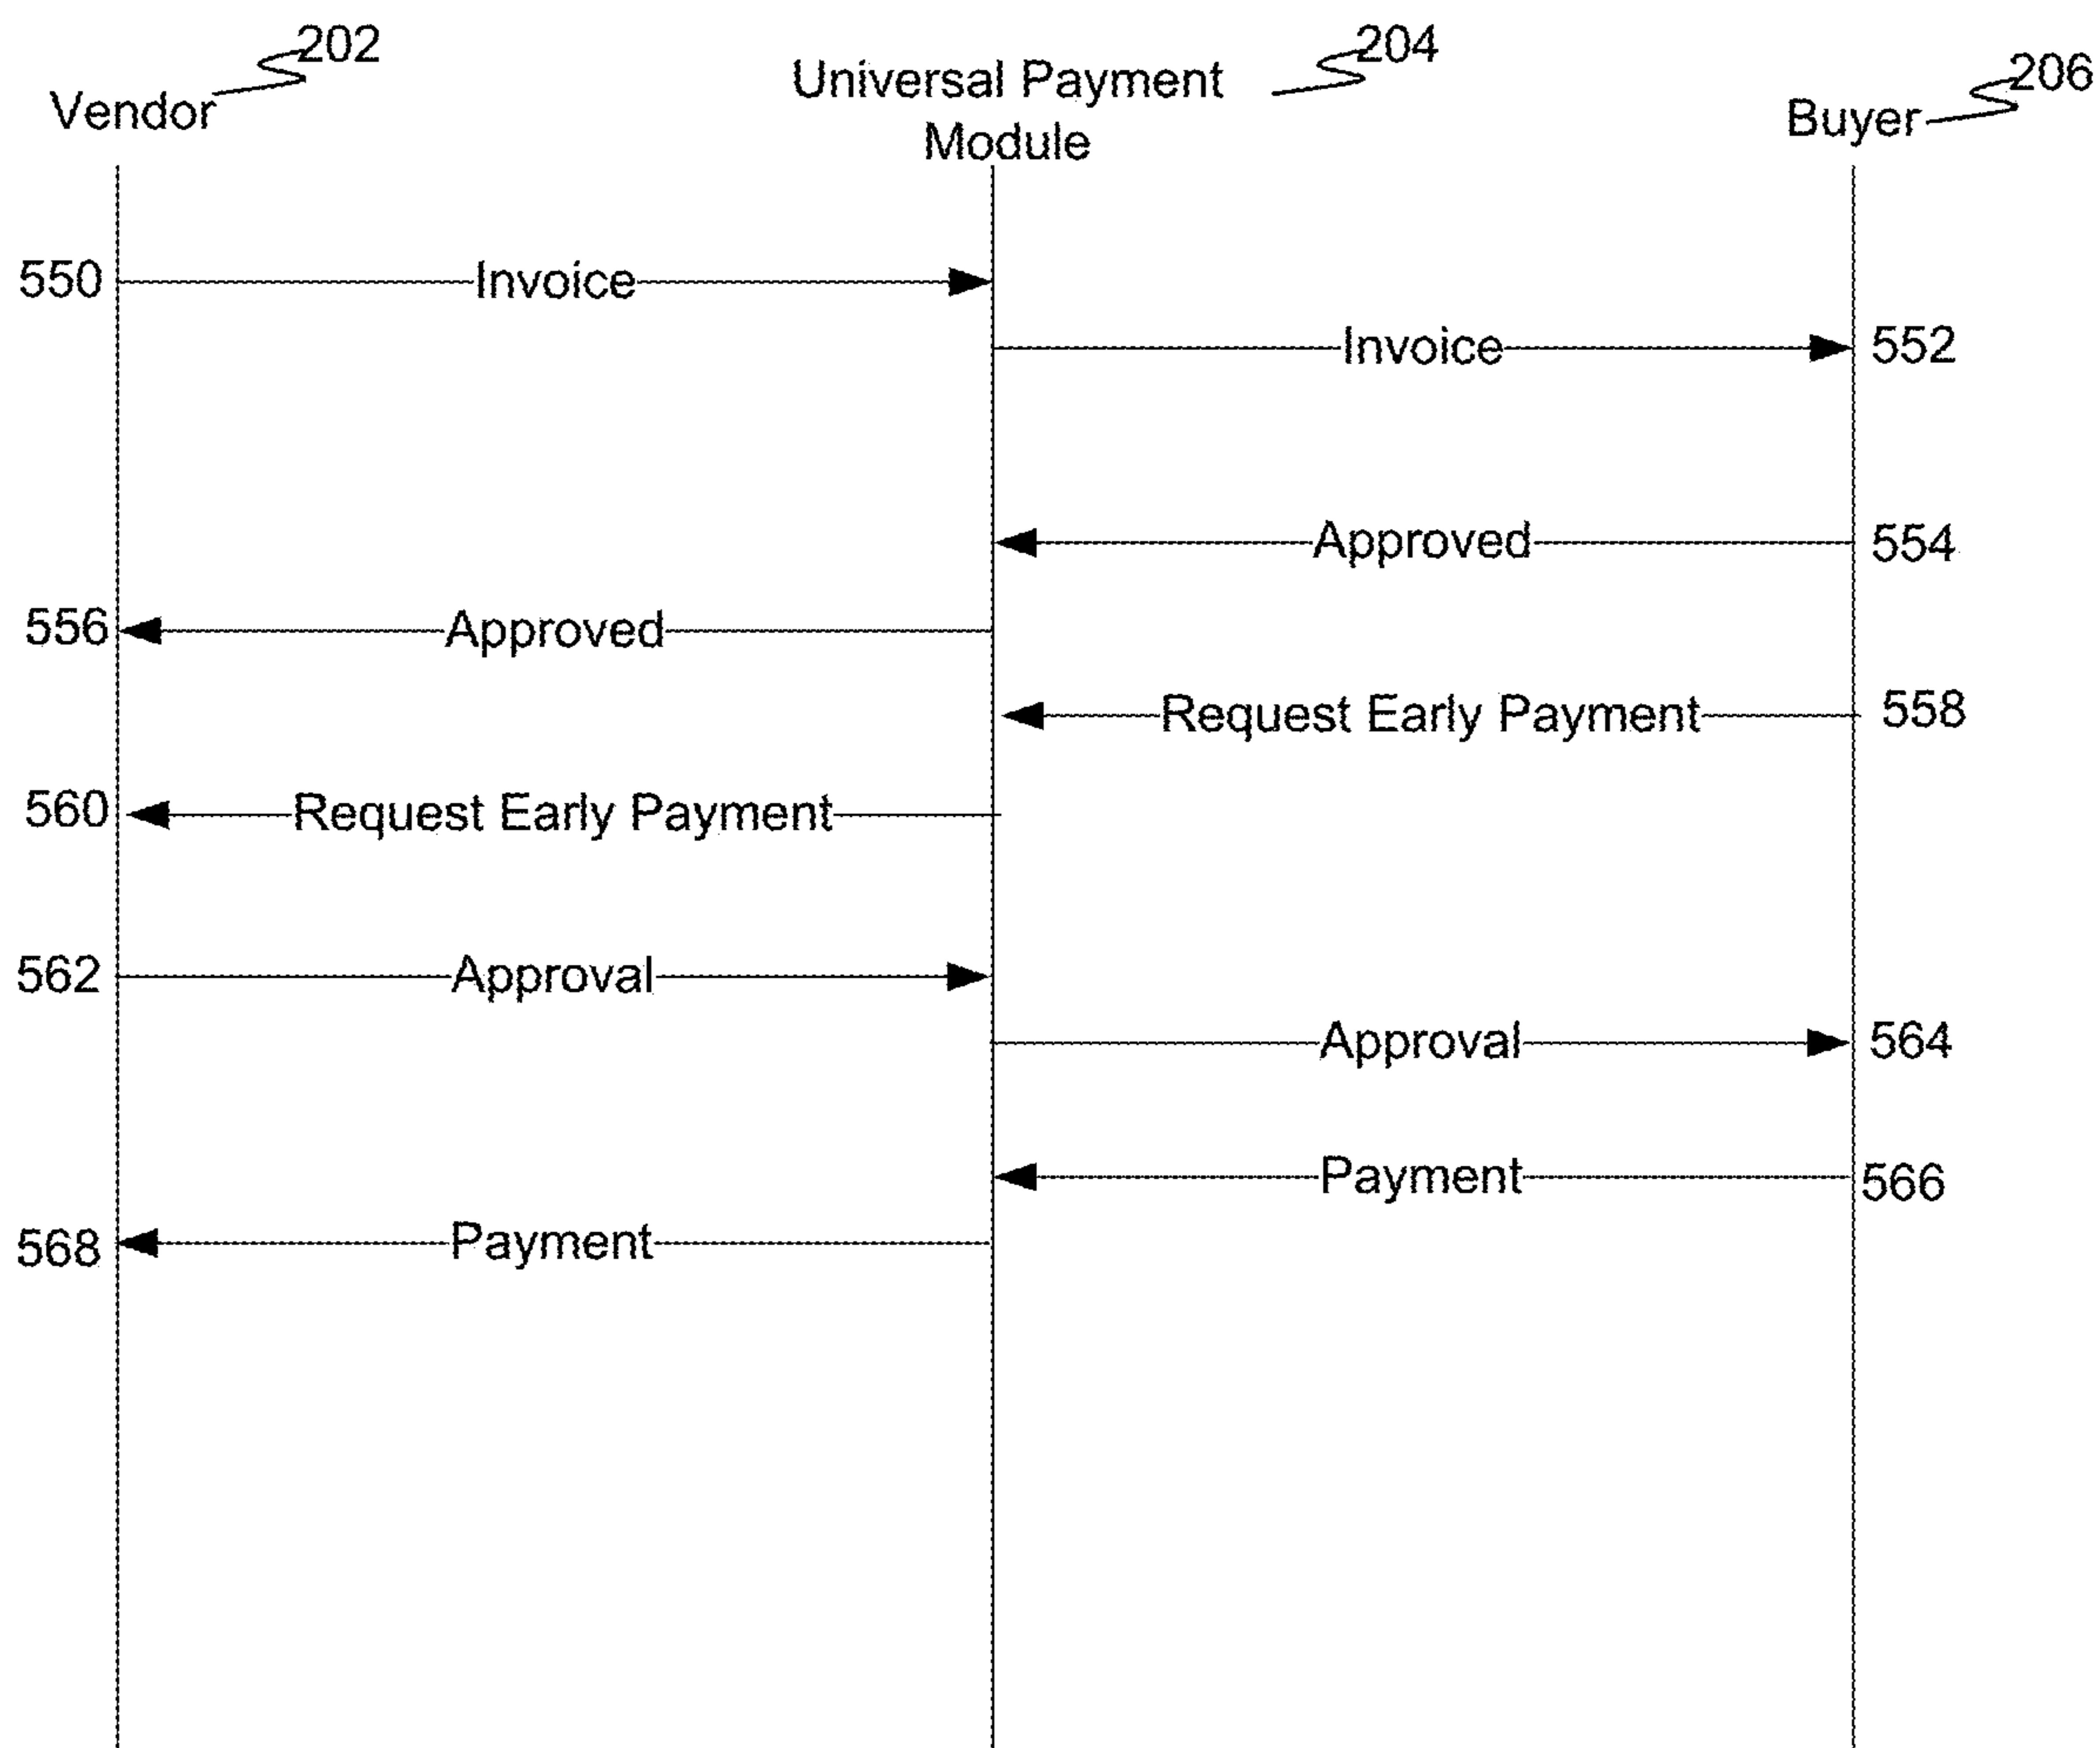 202
204
206
Vendor
Universal Payment
Module
Buyer
550 Invoice
Invoice 552
Approved 554
556 Approved
Request Early Payment 558
560 Request Early Payment
562 Approval
Approval 564
Payment 566
568 Payment